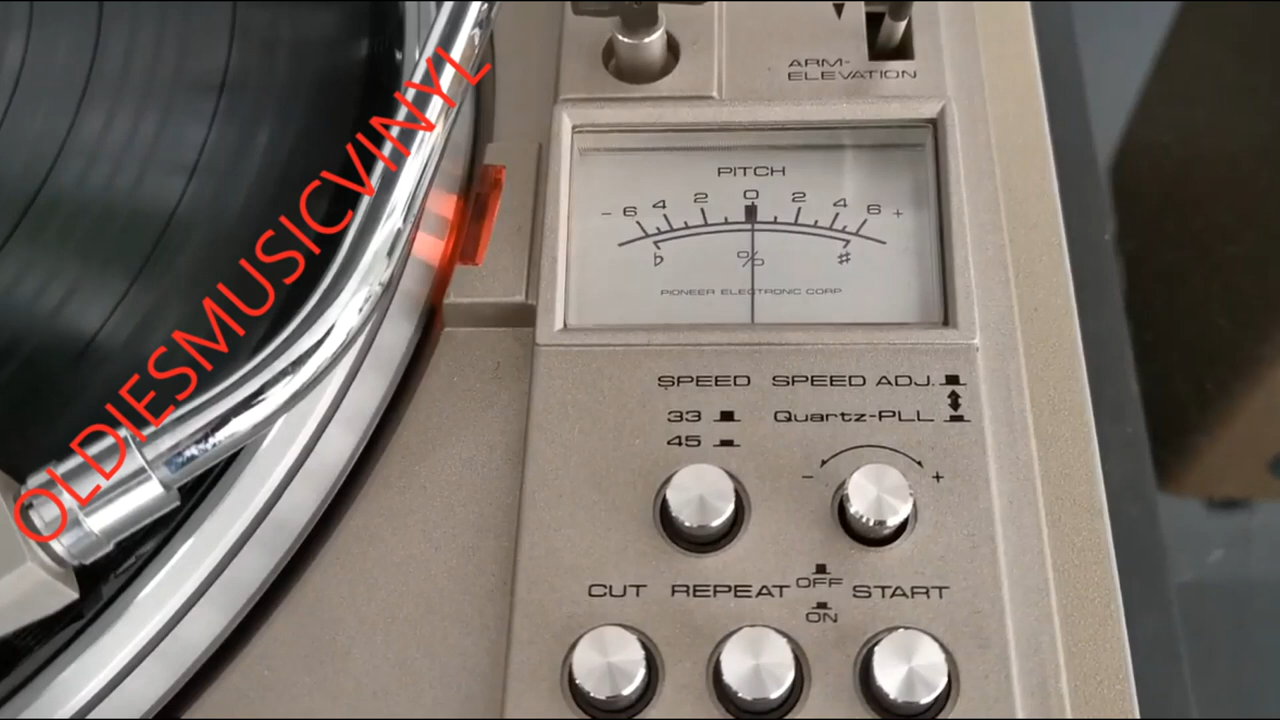 OLDIESMUSICVINYL
ARM-
ELEVATION
PITCH
- 6 4 2 0 2 4 6 +
♭ % ♯
PIONEER ELECTRONIC CORP
SPEED SPEED ADJ.
33 Quartz-PLL
45
- +
CUT REPEAT OFF START
ON